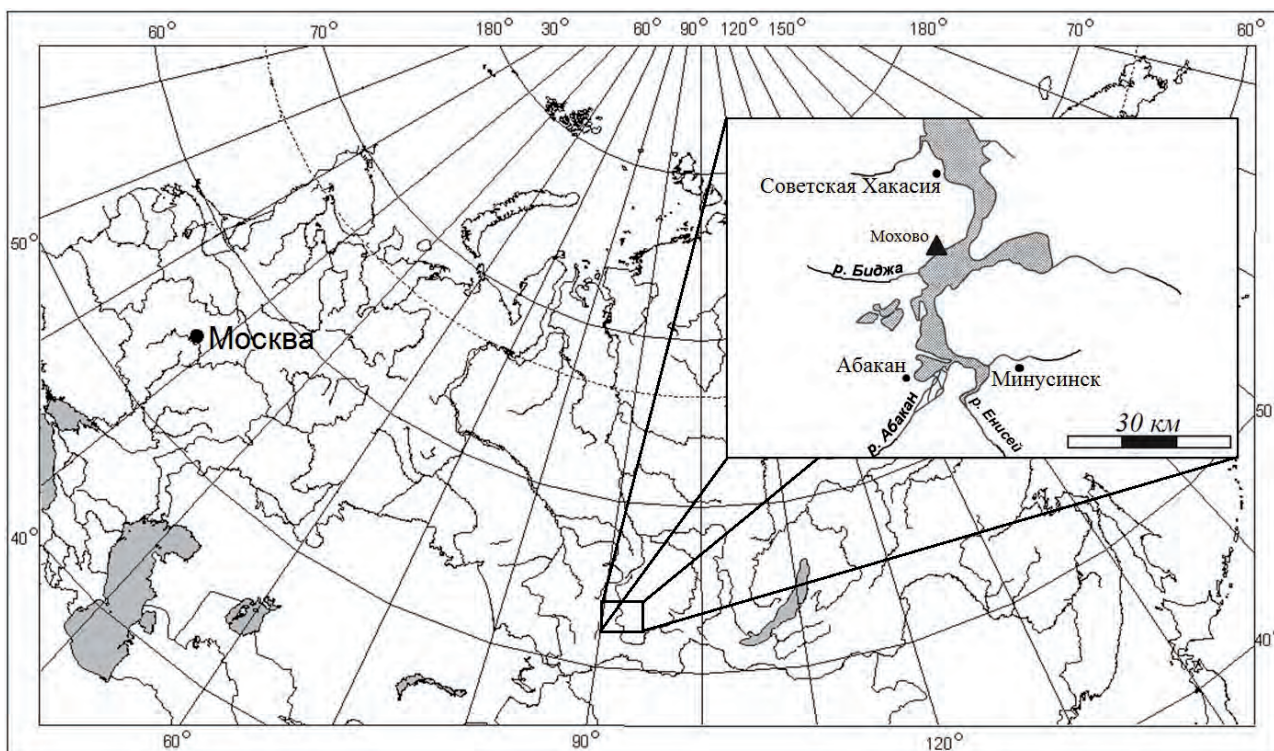 60° 70° 180° 30° 60° 90° 120° 150° 180° 70° 60°
50°
40°
Москва
Советская Хакасия
Мохово
р. Биджа
Абакан
Минусинск
р. Абакан
р. Енисей
30 км
50°
40°
60° 90° 120°